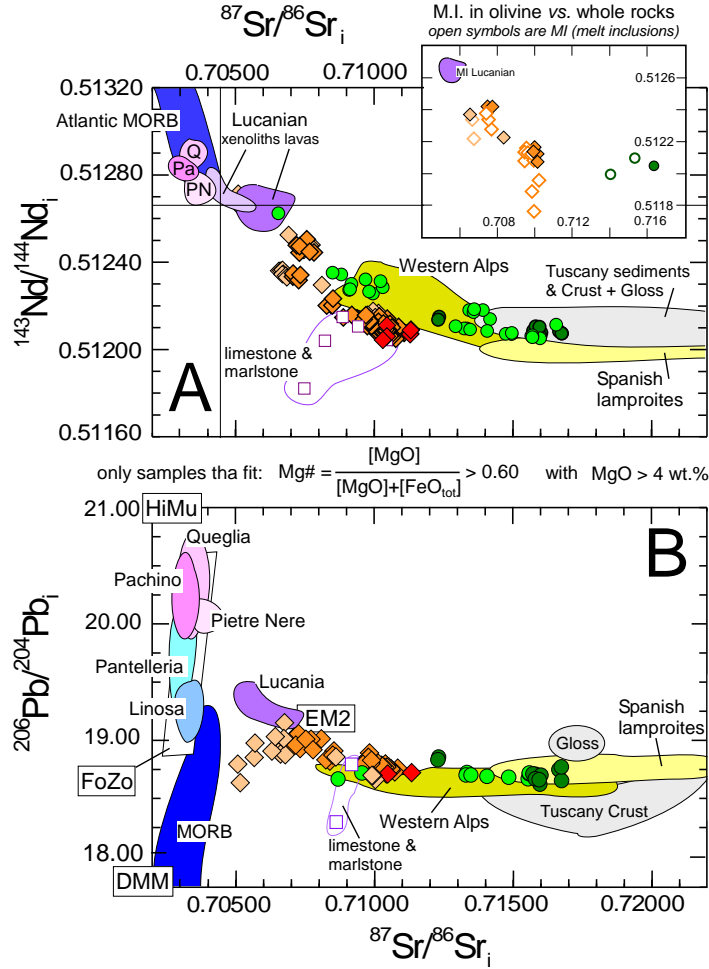 87Sr/86Sri
0.70500 0.71000
M.I. in olivine vs. whole rocks
open symbols are MI (melt inclusions)
143Nd/144Ndi
0.51320
0.51280
0.51240
0.51200
0.51160
Atlantic MORB
Q
Pa
PN
Lucanian
xenoliths lavas
MI Lucanian
0.5126
0.5122
0.5118
0.708 0.712 0.716
Western Alps
Tuscany sediments
& Crust + Gloss
limestone &
marlstone
Spanish
lamproites
A
only samples tha fit: Mg# = [MgO] / [MgO]+[FeOtot] > 0.60 with MgO > 4 wt.%
206Pb/204Pbi
21.00
20.00
19.00
18.00
HiMu
Queglia
Pachino
Pietre Nere
Pantelleria
Linosa
Lucania
EM2
B
Spanish
lamproites
Gloss
FoZo
MORB
Western Alps
Tuscany Crust
limestone &
marlstone
DMM
0.70500 0.71000 0.71500 0.72000
87Sr/86Sri